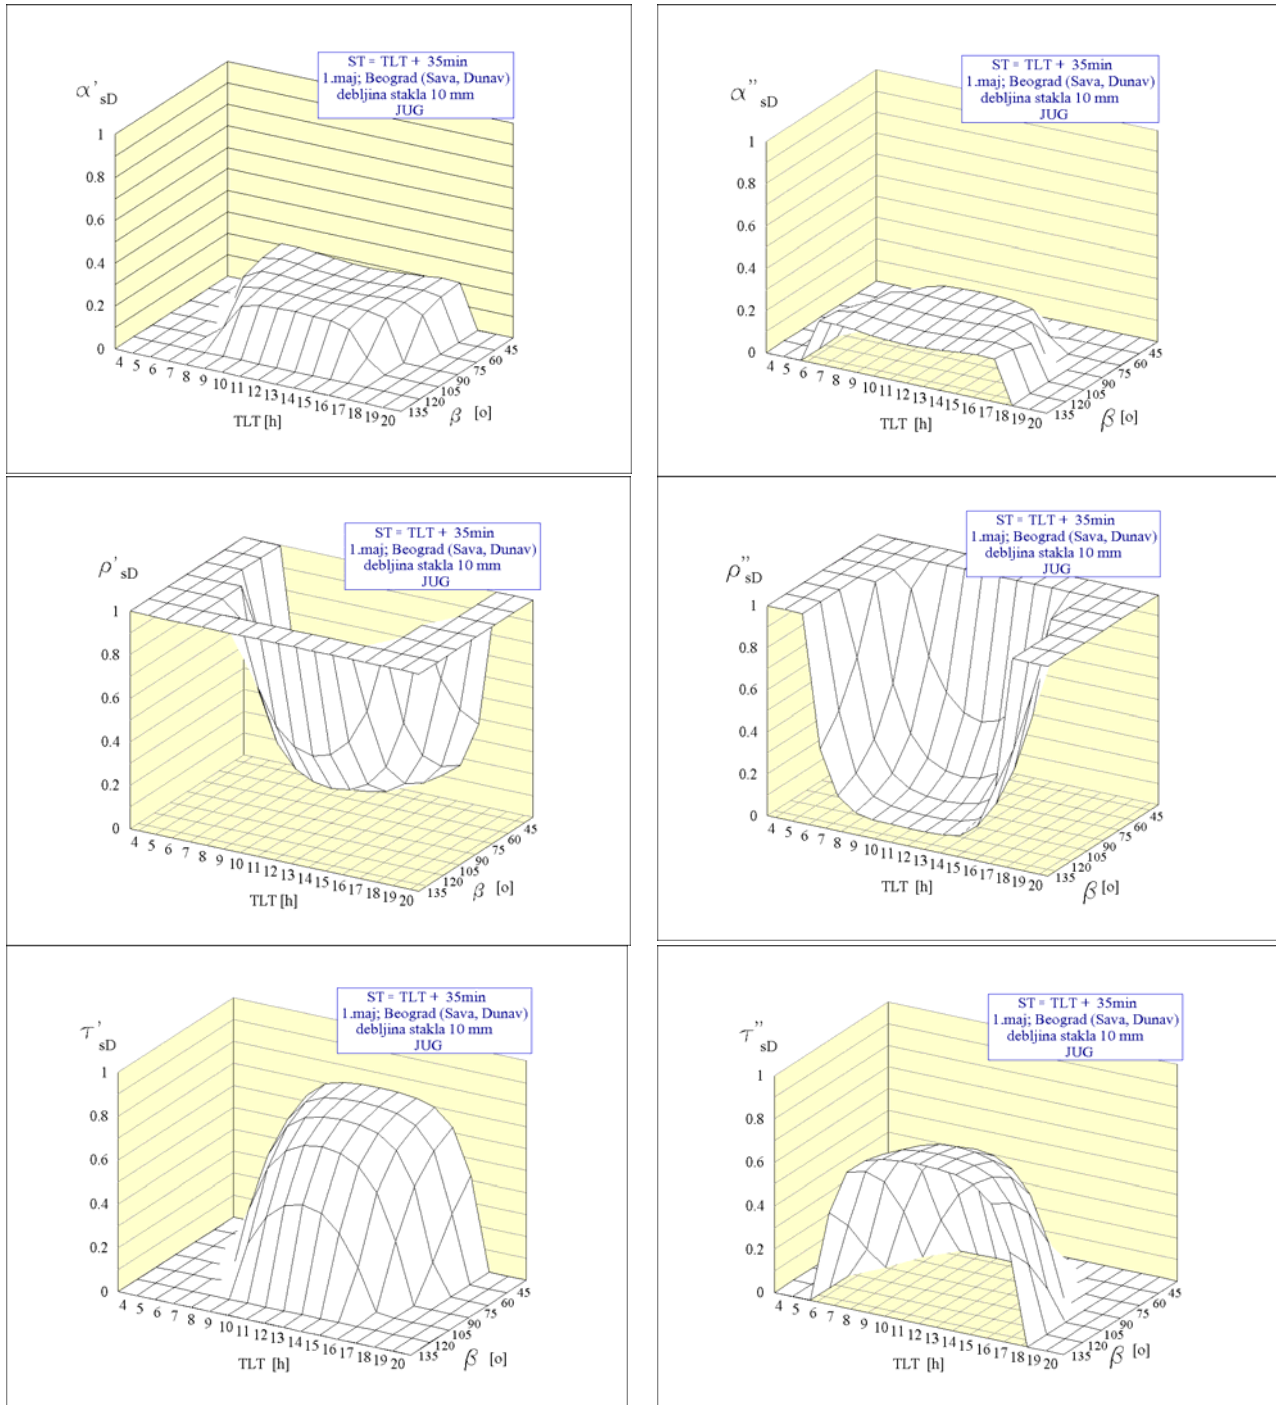 ST = TLT + 35min
1.maj; Beograd (Sava, Dunav)
debljina stakla 10 mm
JUG
α'sD
1
0.8
0.6
0.4
0.2
0
4 5 6 7 8 9 10 11 12 13 14 15 16 17 18 19 20
TLT [h]
135 120 105 90 75 60 45
β [o]
ST = TLT + 35min
1.maj; Beograd (Sava, Dunav)
debljina stakla 10 mm
JUG
α''sD
1
0.8
0.6
0.4
0.2
0
4 5 6 7 8 9 10 11 12 13 14 15 16 17 18 19 20
TLT [h]
135 120 105 90 75 60 45
β [o]
ST = TLT + 35min
1.maj; Beograd (Sava, Dunav)
debljina stakla 10 mm
JUG
ρ'sD
1
0.8
0.6
0.4
0.2
0
4 5 6 7 8 9 10 11 12 13 14 15 16 17 18 19 20
TLT [h]
135 120 105 90 75 60 45
β [o]
ST = TLT + 35min
1.maj; Beograd (Sava, Dunav)
debljina stakla 10 mm
JUG
ρ''sD
1
0.8
0.6
0.4
0.2
0
4 5 6 7 8 9 10 11 12 13 14 15 16 17 18 19 20
TLT [h]
135 120 105 90 75 60 45
β [o]
ST = TLT + 35min
1.maj; Beograd (Sava, Dunav)
debljina stakla 10 mm
JUG
τ'sD
1
0.8
0.6
0.4
0.2
0
4 5 6 7 8 9 10 11 12 13 14 15 16 17 18 19 20
TLT [h]
135 120 105 90 75 60 45
β [o]
ST = TLT + 35min
1.maj; Beograd (Sava, Dunav)
debljina stakla 10 mm
JUG
τ''sD
1
0.8
0.6
0.4
0.2
0
4 5 6 7 8 9 10 11 12 13 14 15 16 17 18 19 20
TLT [h]
135 120 105 90 75 60 45
β [o]